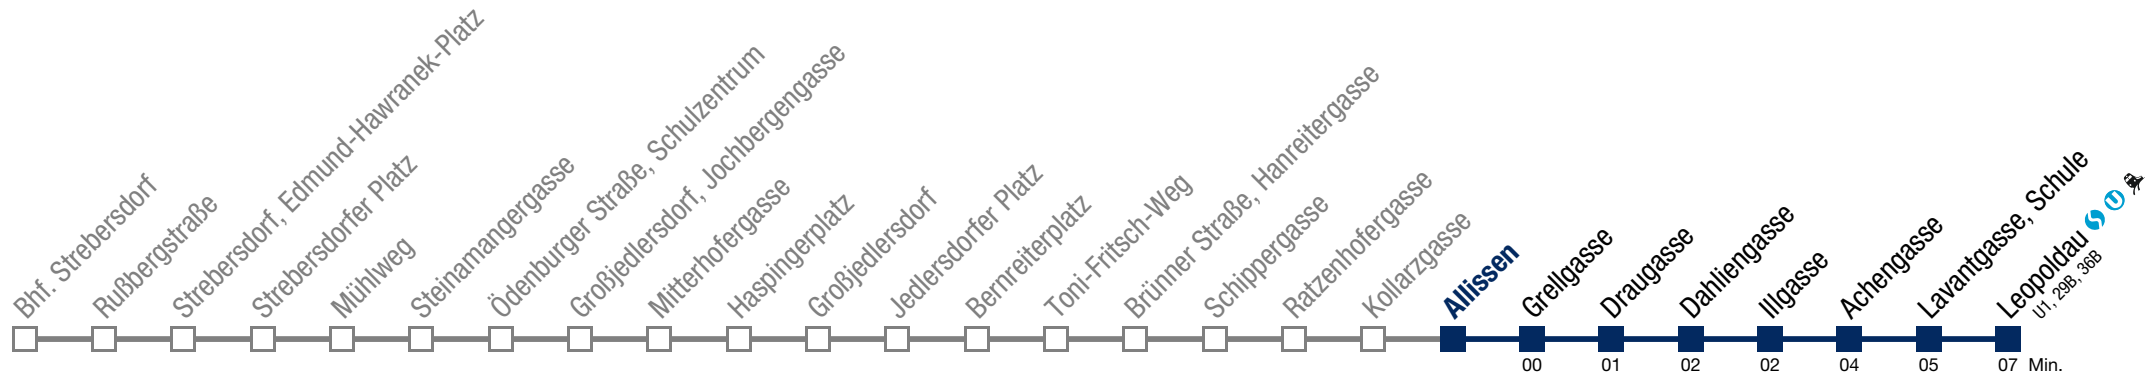 Bhf. Strebersdorf
Rußbergstraße
Strebersdorf, Edmund-Hawranek-Platz
Strebersdorfer Platz
Mühlweg
Steinamangergasse
Ödenburger Straße, Schulzentrum
Großjedlersdorf, Jochbergengasse
Mitterhofergasse
Haspingerplatz
Großjedlersdorf
Jedlersdorfer Platz
Bernreiterplatz
Toni-Fritsch-Weg
Brünner Straße, Hanreitergasse
Schippergasse
Ratzenhofergasse
Kollarzgasse
Allissen
Grellgasse
Draugasse
Dahliengasse
Illgasse
Achengasse
Lavantgasse, Schule
Leopoldau S U
U1, 29B, 36B
00 01 02 02 04 05 07 Min.